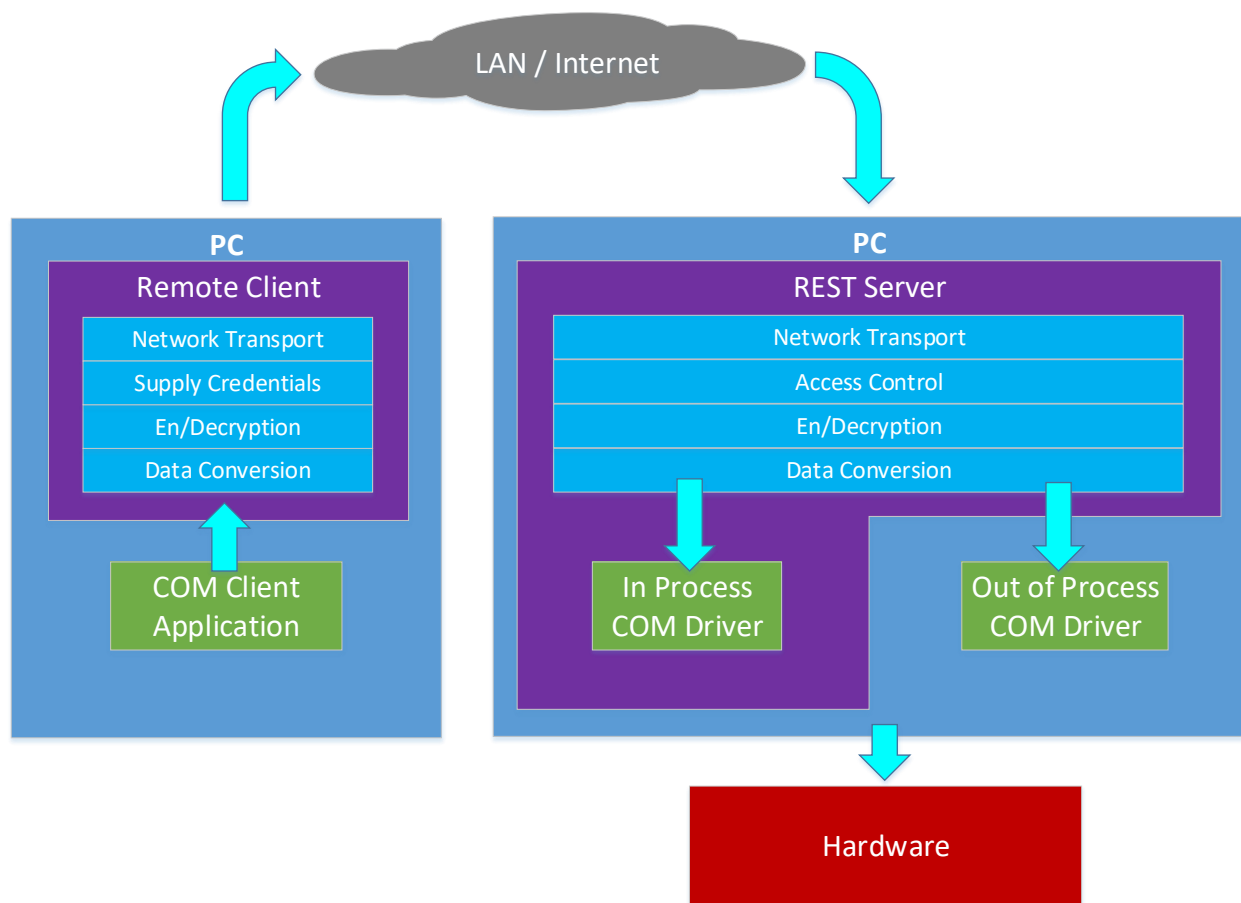 LAN / Internet
PC
Remote Client
Network Transport
Supply Credentials
En/Decryption
Data Conversion
COM Client
Application
PC
REST Server
Network Transport
Access Control
En/Decryption
Data Conversion
In Process
COM Driver
Out of Process
COM Driver
Hardware